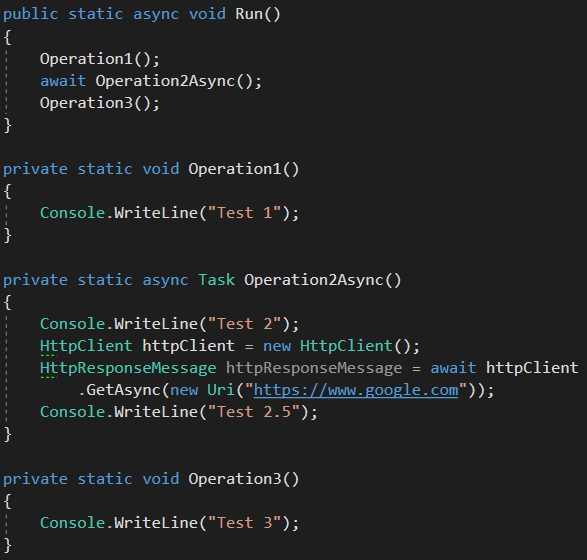 public static async void Run()
{
    Operation1();
    await Operation2Async();
    Operation3();
}

private static void Operation1()
{
    Console.WriteLine("Test 1");
}

private static async Task Operation2Async()
{
    Console.WriteLine("Test 2");
    HttpClient httpClient = new HttpClient();
    HttpResponseMessage httpResponseMessage = await httpClient
        .GetAsync(new Uri("https://www.google.com"));
    Console.WriteLine("Test 2.5");
}

private static void Operation3()
{
    Console.WriteLine("Test 3");
}